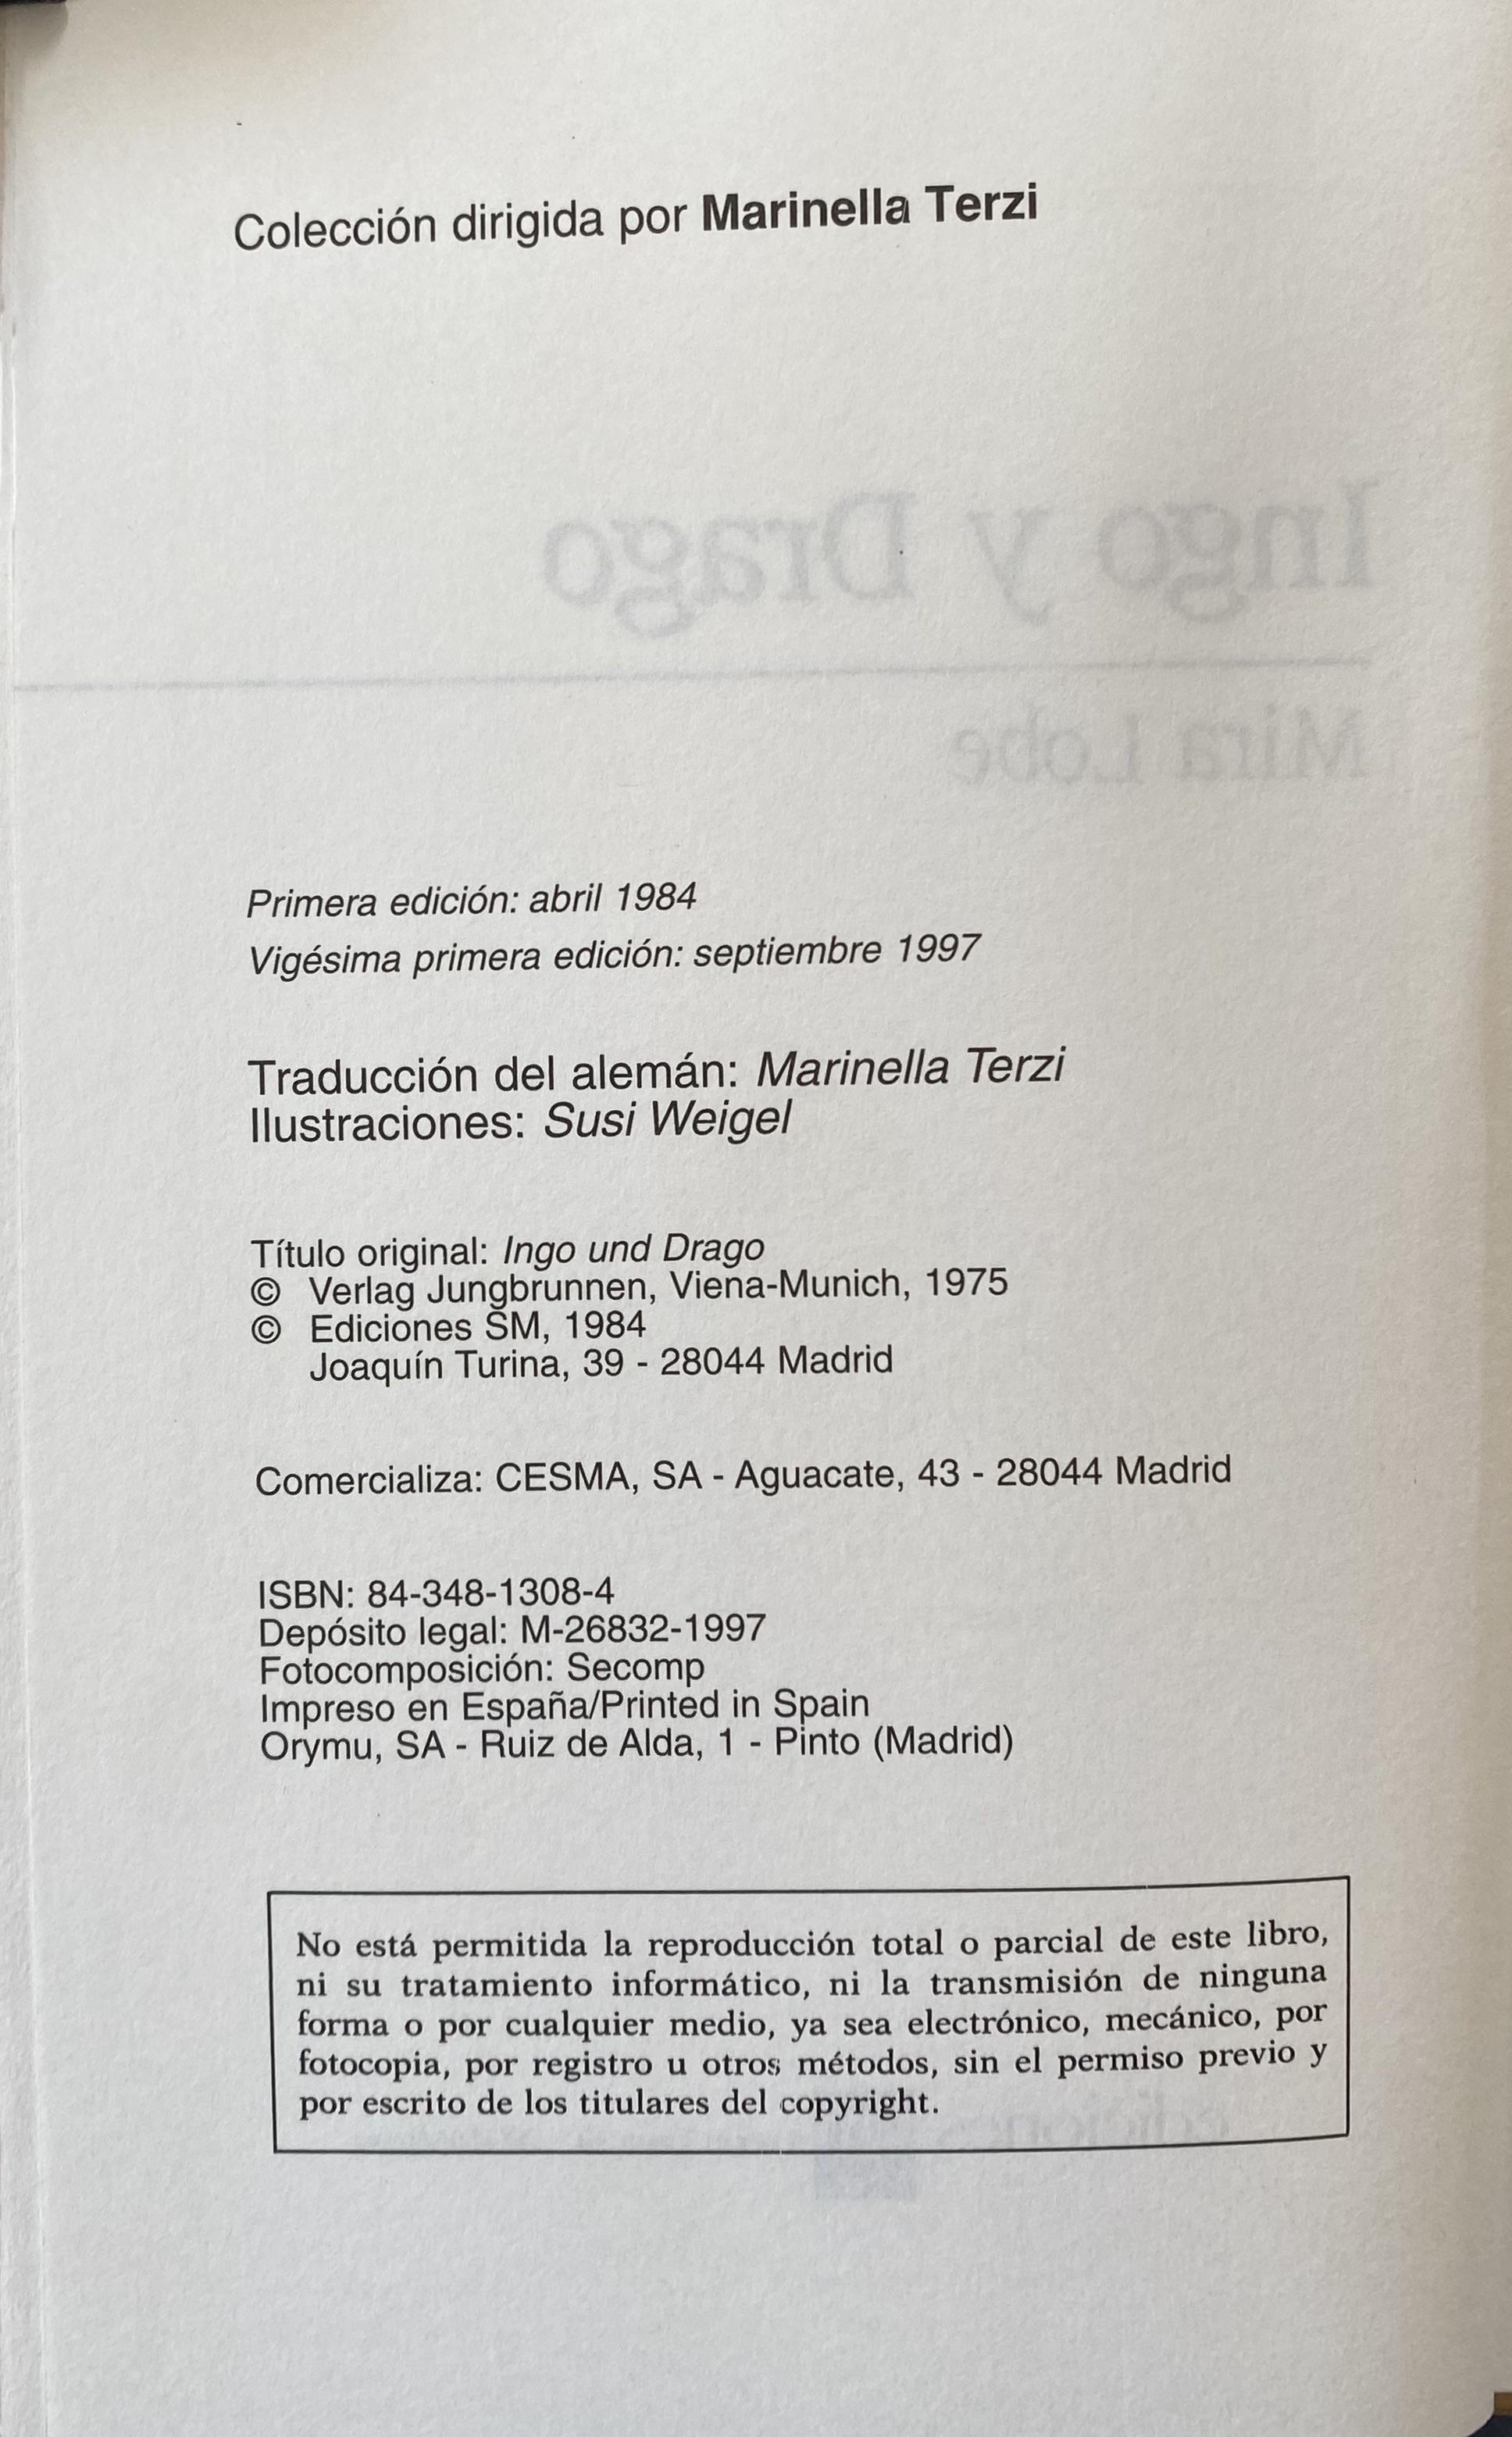 Colección dirigida por Marinella Terzi
Ingo y Drago
Mira Lobe
Primera edición: abril 1984
Vigésima primera edición: septiembre 1997
Traducción del alemán: Marinella Terzi
Ilustraciones: Susi Weigel
Título original: Ingo und Drago
© Verlag Jungbrunnen, Viena-Munich, 1975
© Ediciones SM, 1984
Joaquín Turina, 39 - 28044 Madrid
Comercializa: CESMA, SA - Aguacate, 43 - 28044 Madrid
ISBN: 84-348-1308-4
Depósito legal: M-26832-1997
Fotocomposición: Secomp
Impreso en España/Printed in Spain
Orymu, SA - Ruiz de Alda, 1 - Pinto (Madrid)
No está permitida la reproducción total o parcial de este libro,
ni su tratamiento informático, ni la transmisión de ninguna
forma o por cualquier medio, ya sea electrónico, mecánico, por
fotocopia, por registro u otros métodos, sin el permiso previo y
por escrito de los titulares del copyright.